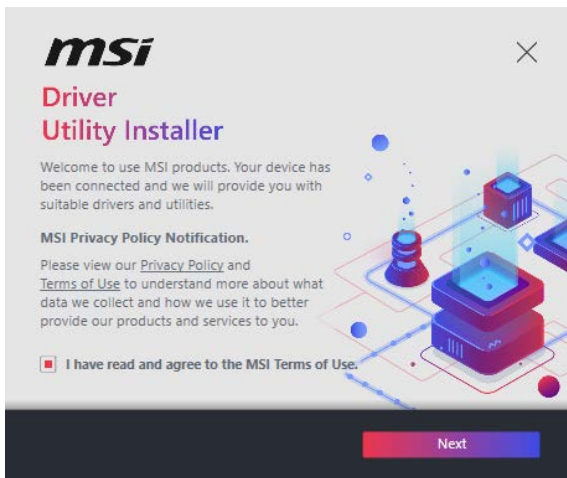 msi
Driver
Utility Installer
Welcome to use MSI products. Your device has
been connected and we will provide you with
suitable drivers and utilities.
MSI Privacy Policy Notification.
Please view our Privacy Policy and
Terms of Use to understand more about what
data we collect and how we use it to better
provide our products and services to you.
I have read and agree to the MSI Terms of Use.
Next